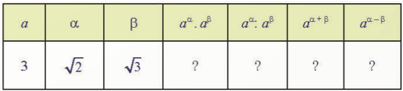 a α β a^α . a^β a^α : a^β a^(α+β) a^(α−β)
3 √2 √3 ? ? ? ?